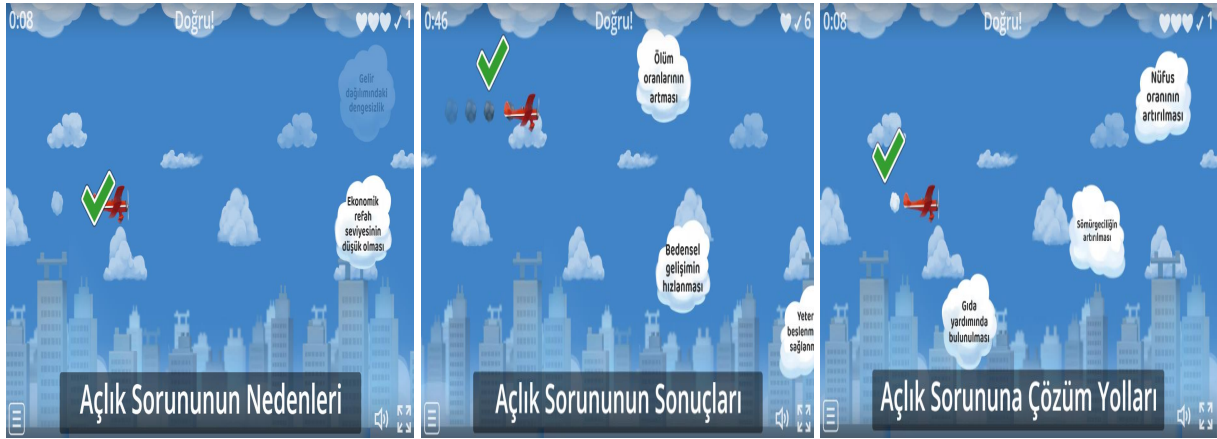 0:08
Doğru!
✓ 1
Gelir
dağılımındaki
dengesizlik
Ekonomik
refah
seviyesinin
düşük olması
Açlık Sorununun Nedenleri
0:46
Doğru!
✓ 6
Ölüm
oranlarının
artması
Bedensel
gelişimin
hızlanması
Açlık Sorununun Sonuçları
0:08
Doğru!
✓ 1
Nüfus
oranının
artırılması
Sömürgeciliğin
artırılması
Gıda
yardımında
bulunulması
Açlık Sorununa Çözüm Yolları